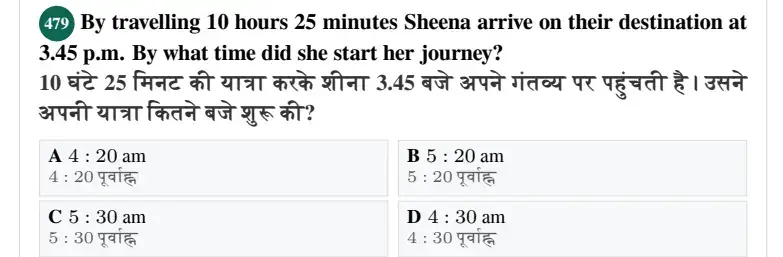 479 By travelling 10 hours 25 minutes Sheena arrive on their destination at
3.45 p.m. By what time did she start her journey?
10 घंटे 25 मिनट की यात्रा करके शीना 3.45 बजे अपने गंतव्य पर पहुंचती है। उसने
अपनी यात्रा कितने बजे शुरू की?
A 4 : 20 am
4 : 20 पूर्वाह्न
B 5 : 20 am
5 : 20 पूर्वाह्न
C 5 : 30 am
5 : 30 पूर्वाह्न
D 4 : 30 am
4 : 30 पूर्वाह्न